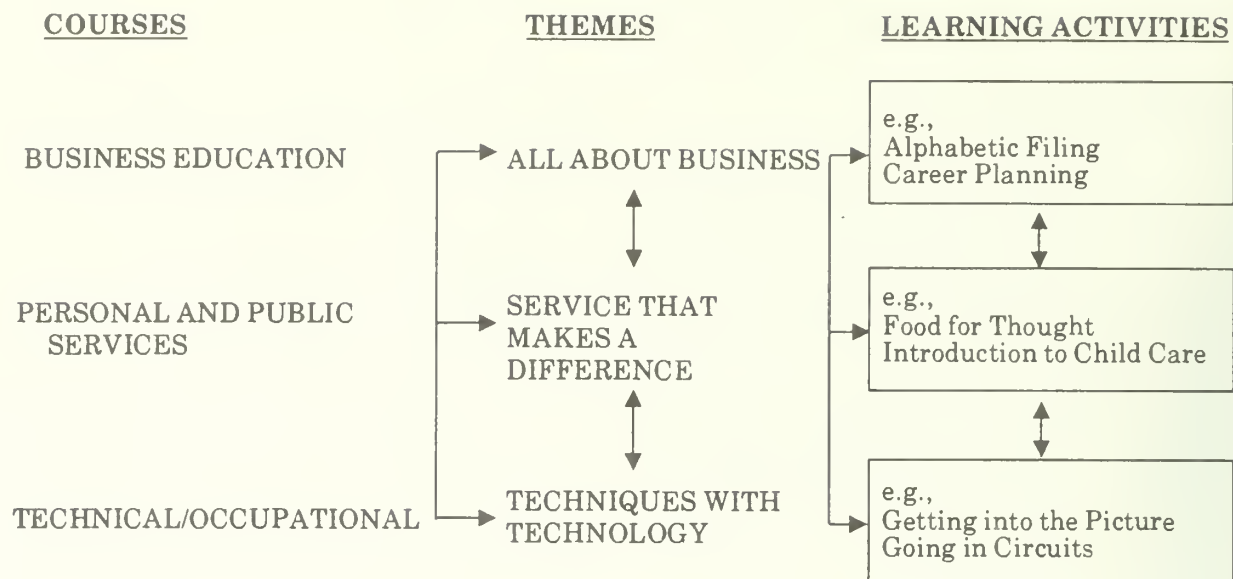 COURSES
THEMES
LEARNING ACTIVITIES
BUSINESS EDUCATION
ALL ABOUT BUSINESS
e.g.,
Alphabetic Filing
Career Planning
PERSONAL AND PUBLIC
SERVICES
SERVICE THAT
MAKES A
DIFFERENCE
e.g.,
Food for Thought
Introduction to Child Care
TECHNICAL/OCCUPATIONAL
TECHNIQUES WITH
TECHNOLOGY
e.g.,
Getting into the Picture
Going in Circuits